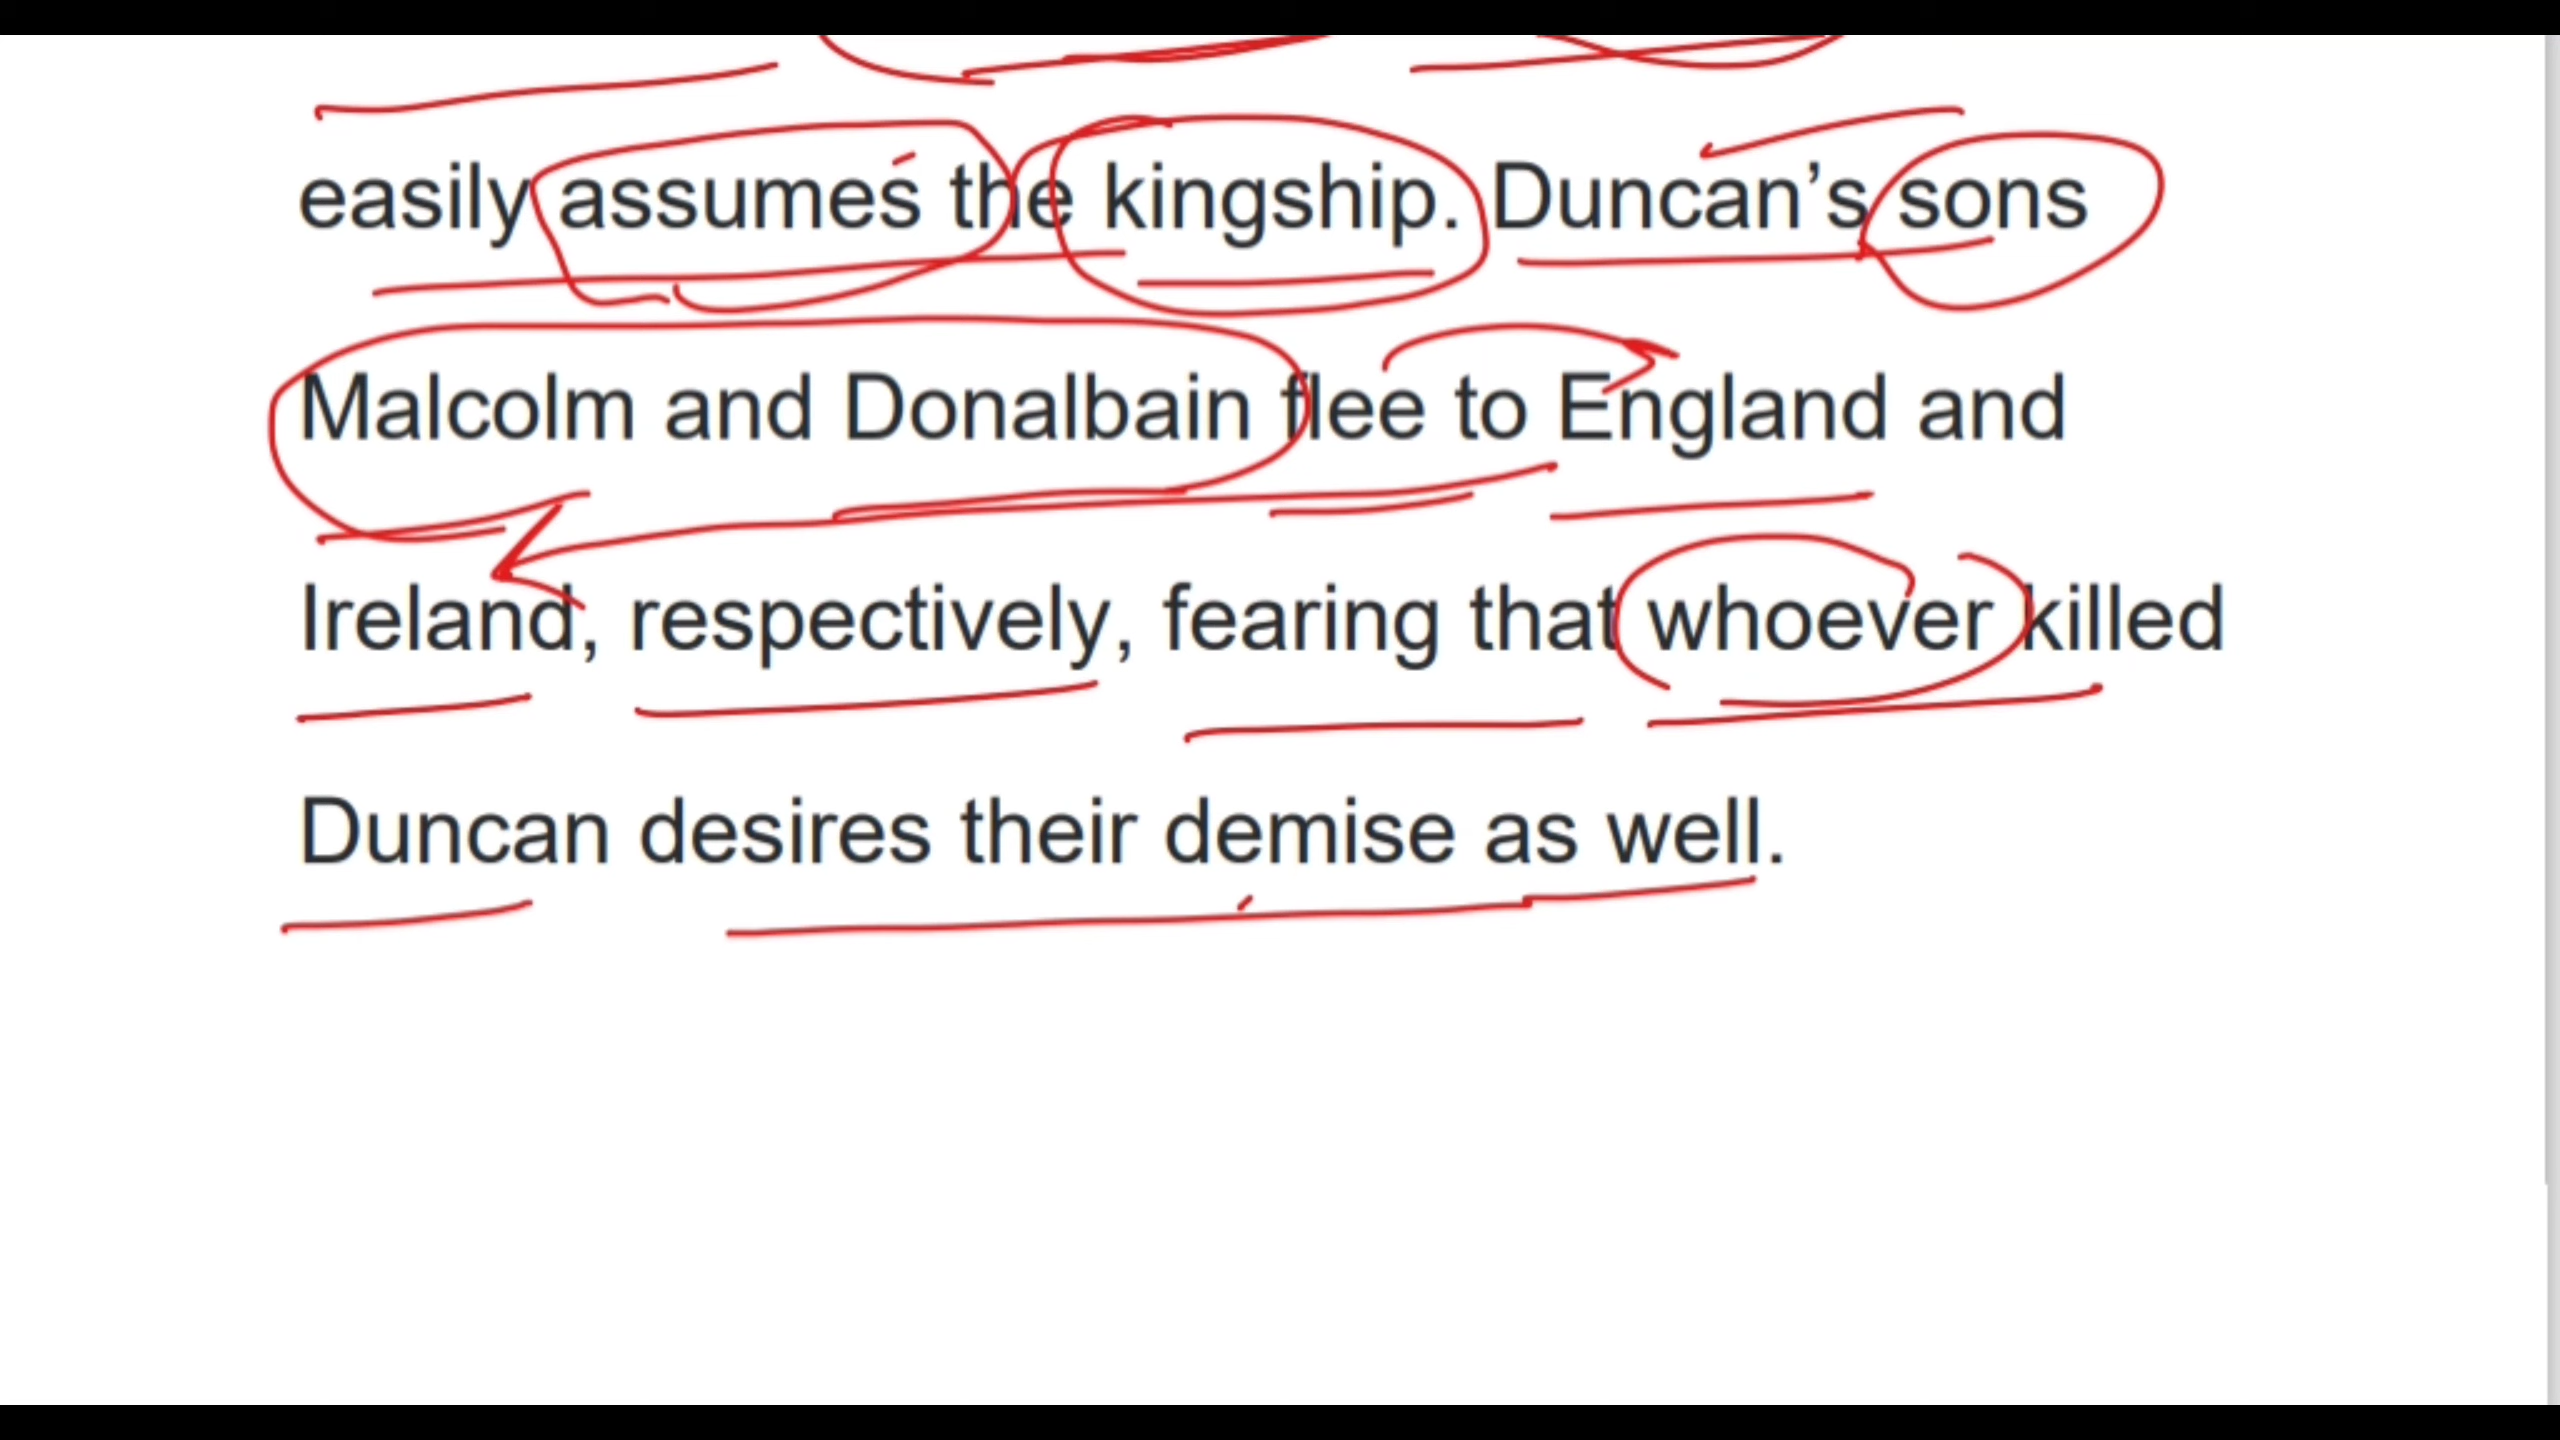 easily assumes the kingship. Duncan’s sons
Malcolm and Donalbain flee to England and
Ireland, respectively, fearing that whoever killed
Duncan desires their demise as well.